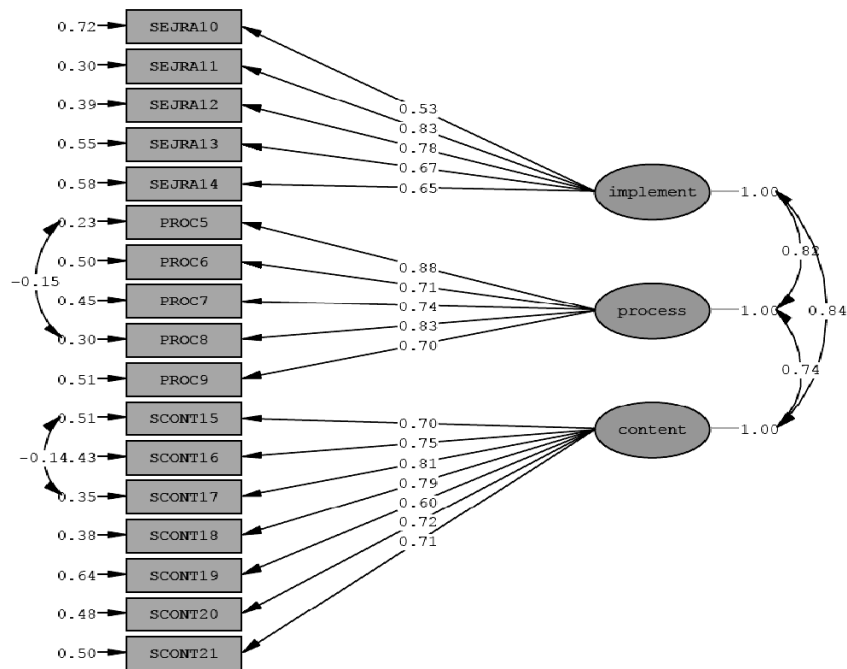 0.72 SEJRA10
0.30 SEJRA11
0.39 SEJRA12
0.53
0.83
0.55 SEJRA13
0.78
0.67
0.58 SEJRA14
0.65
implement 1.00
0.23 PROC5
0.82
0.50 PROC6
0.88
-0.15
0.71
0.45 PROC7
0.74
process 1.00
0.84
0.30 PROC8
0.83
0.70
0.51 PROC9
0.74
0.51 SCONT15
0.70
content 1.00
0.75
-0.14 .43 SCONT16
0.81
0.79
0.35 SCONT17
0.60
0.72
0.38 SCONT18
0.71
0.64 SCONT19
0.48 SCONT20
0.50 SCONT21